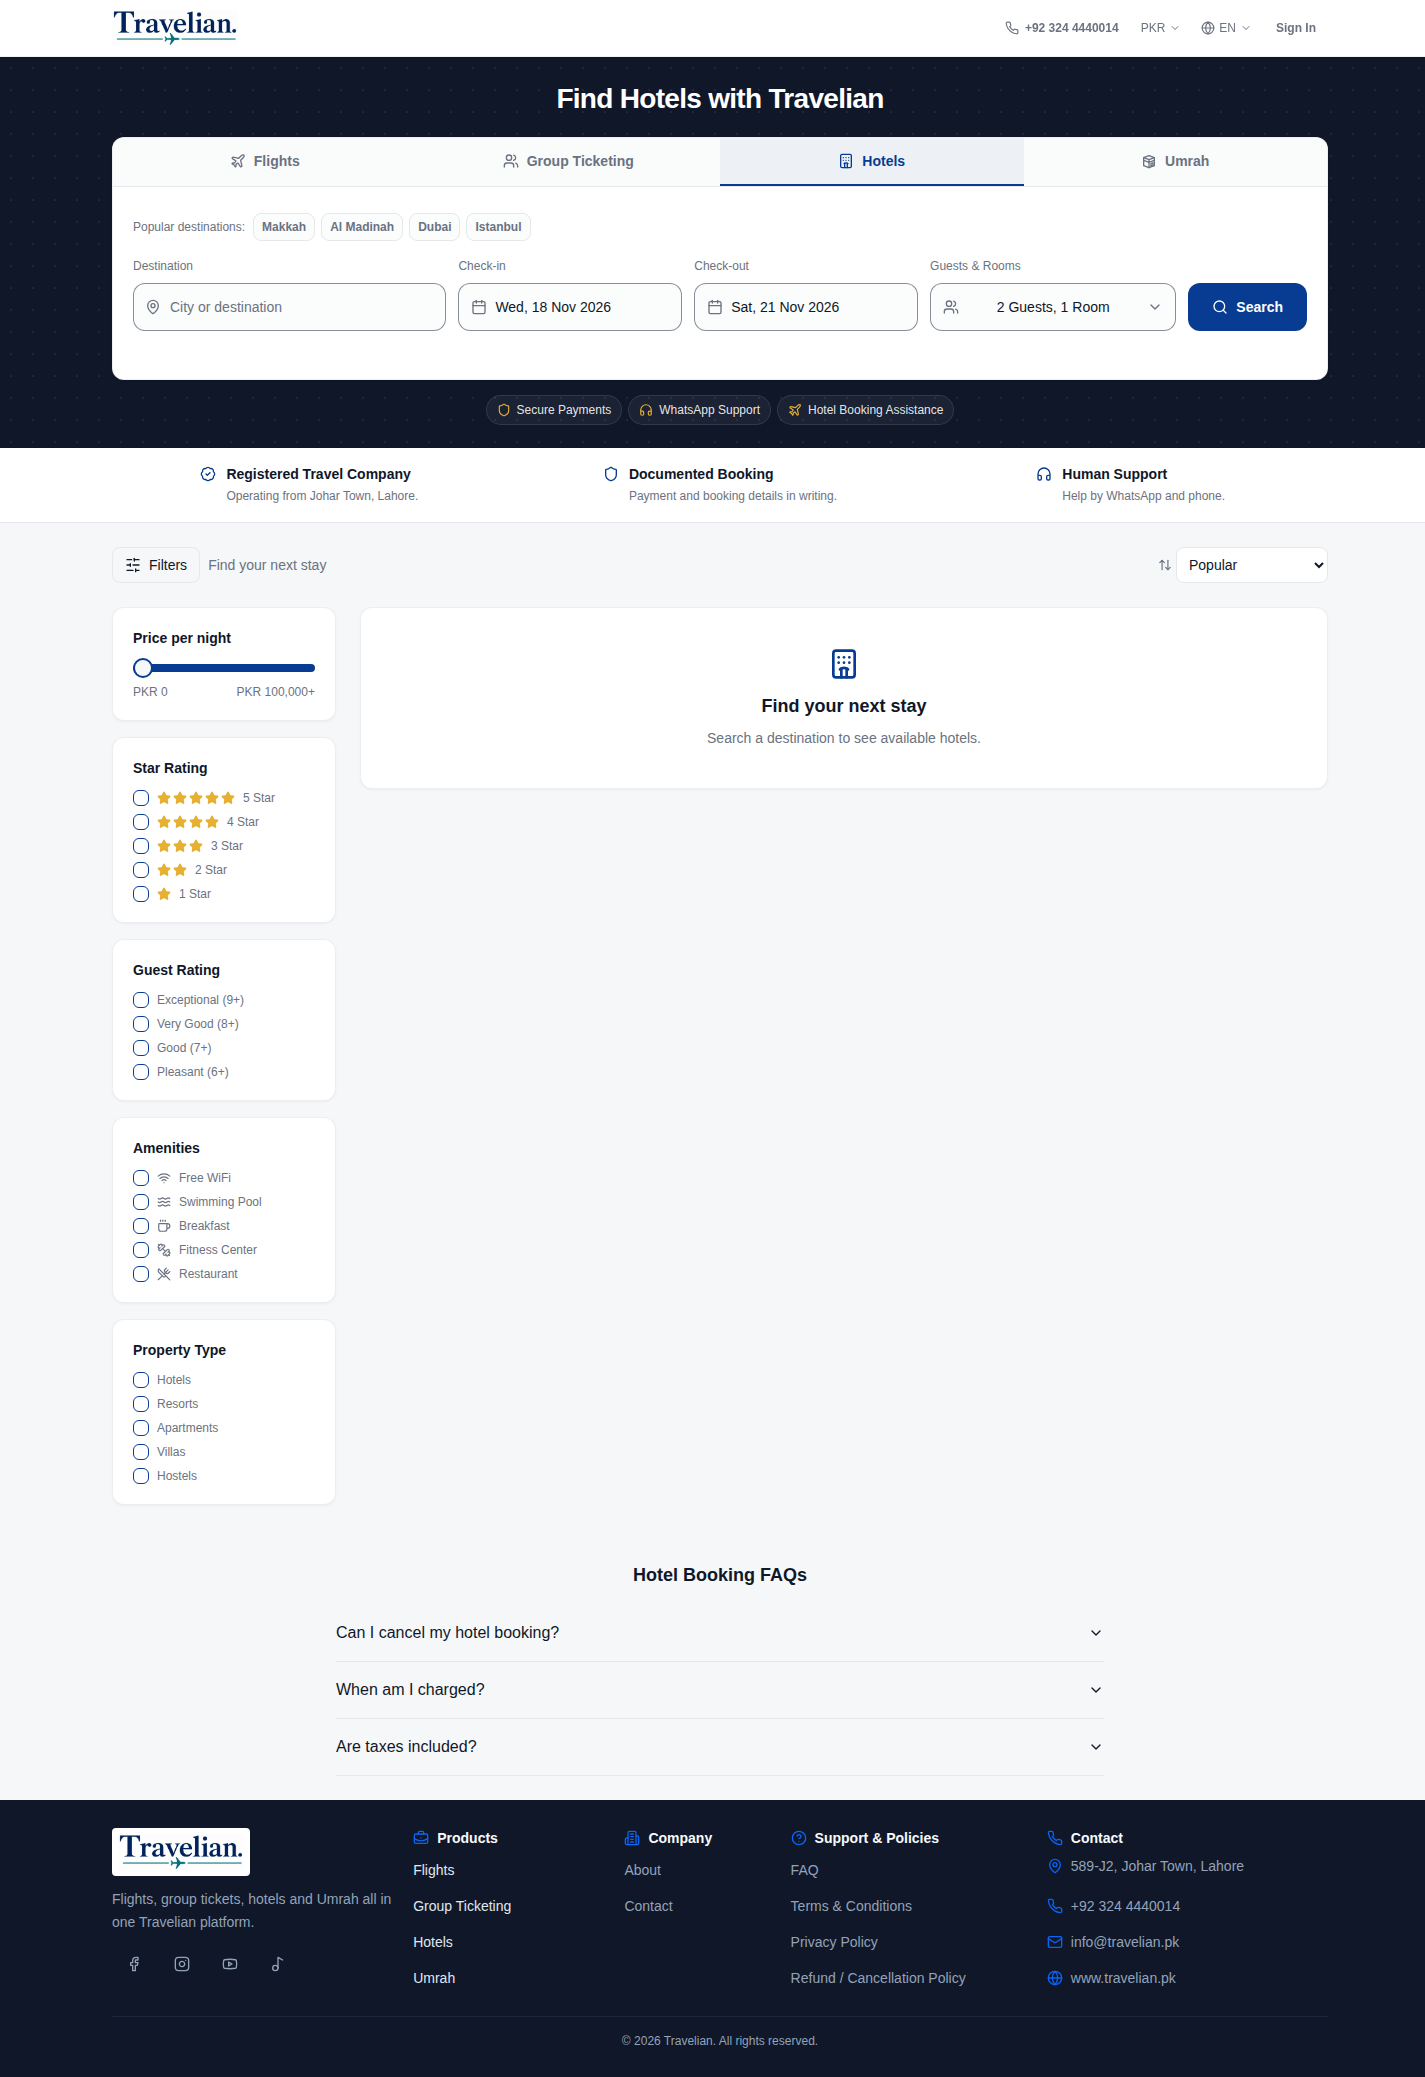 Travelian.
+92 324 4440014
PKR
EN
Sign In
Find Hotels with Travelian
Flights
Group Ticketing
Hotels
Umrah
Popular destinations:
Makkah
Al Madinah
Dubai
Istanbul
Destination
Check-in
Check-out
Guests & Rooms
City or destination
Wed, 18 Nov 2026
Sat, 21 Nov 2026
2 Guests, 1 Room
Search
Secure Payments
WhatsApp Support
Hotel Booking Assistance
Registered Travel Company
Operating from Johar Town, Lahore.
Documented Booking
Payment and booking details in writing.
Human Support
Help by WhatsApp and phone.
Filters
Find your next stay
Popular
Price per night
PKR 0
PKR 100,000+
Find your next stay
Search a destination to see available hotels.
Star Rating
5 Star
4 Star
3 Star
2 Star
1 Star
Guest Rating
Exceptional (9+)
Very Good (8+)
Good (7+)
Pleasant (6+)
Amenities
Free WiFi
Swimming Pool
Breakfast
Fitness Center
Restaurant
Property Type
Hotels
Resorts
Apartments
Villas
Hostels
Hotel Booking FAQs
Can I cancel my hotel booking?
When am I charged?
Are taxes included?
Travelian.
Flights, group tickets, hotels and Umrah all in
one Travelian platform.
Products
Flights
Group Ticketing
Hotels
Umrah
Company
About
Contact
Support & Policies
FAQ
Terms & Conditions
Privacy Policy
Refund / Cancellation Policy
Contact
589-J2, Johar Town, Lahore
+92 324 4440014
info@travelian.pk
www.travelian.pk
© 2026 Travelian. All rights reserved.